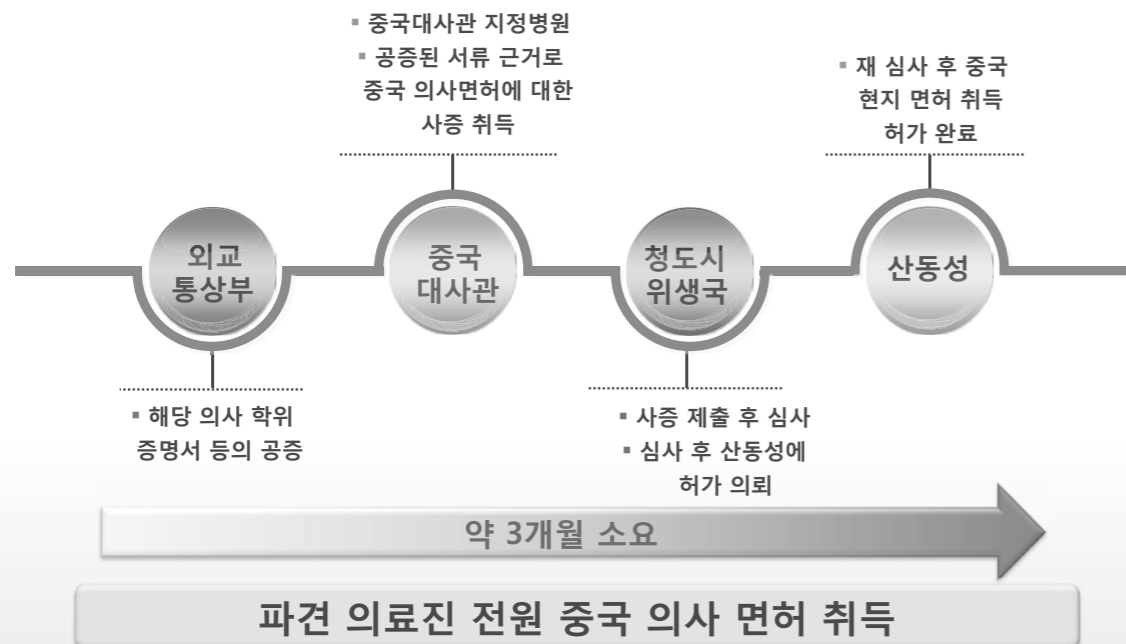 ▪ 중국대사관 지정병원
▪ 공증된 서류 근거로
중국 의사면허에 대한
사증 취득
▪ 재 심사 후 중국
현지 면허 취득
허가 완료
외교
통상부
중국
대사관
청도시
위생국
산동성
▪ 해당 의사 학위
증명서 등의 공증
▪ 사증 제출 후 심사
▪ 심사 후 산동성에
허가 의뢰
약 3개월 소요
파견 의료진 전원 중국 의사 면허 취득